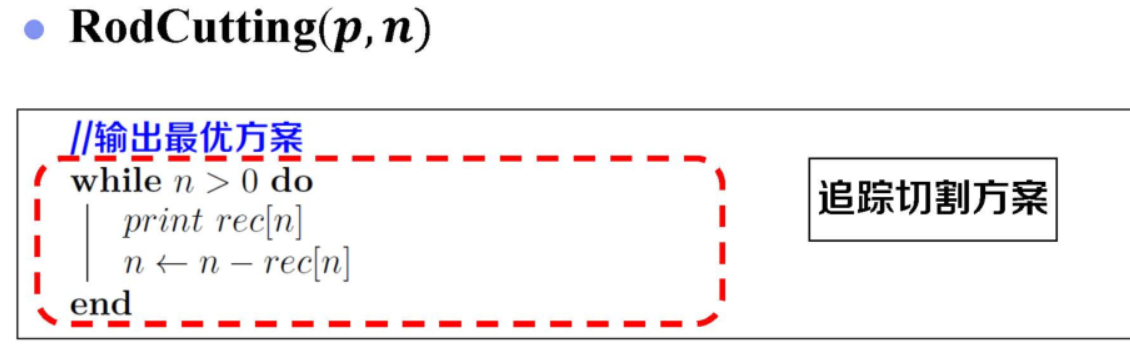 • RodCutting(p, n)
//输出最优方案
while n > 0 do
print rec[n]
n ← n − rec[n]
end
追踪切割方案